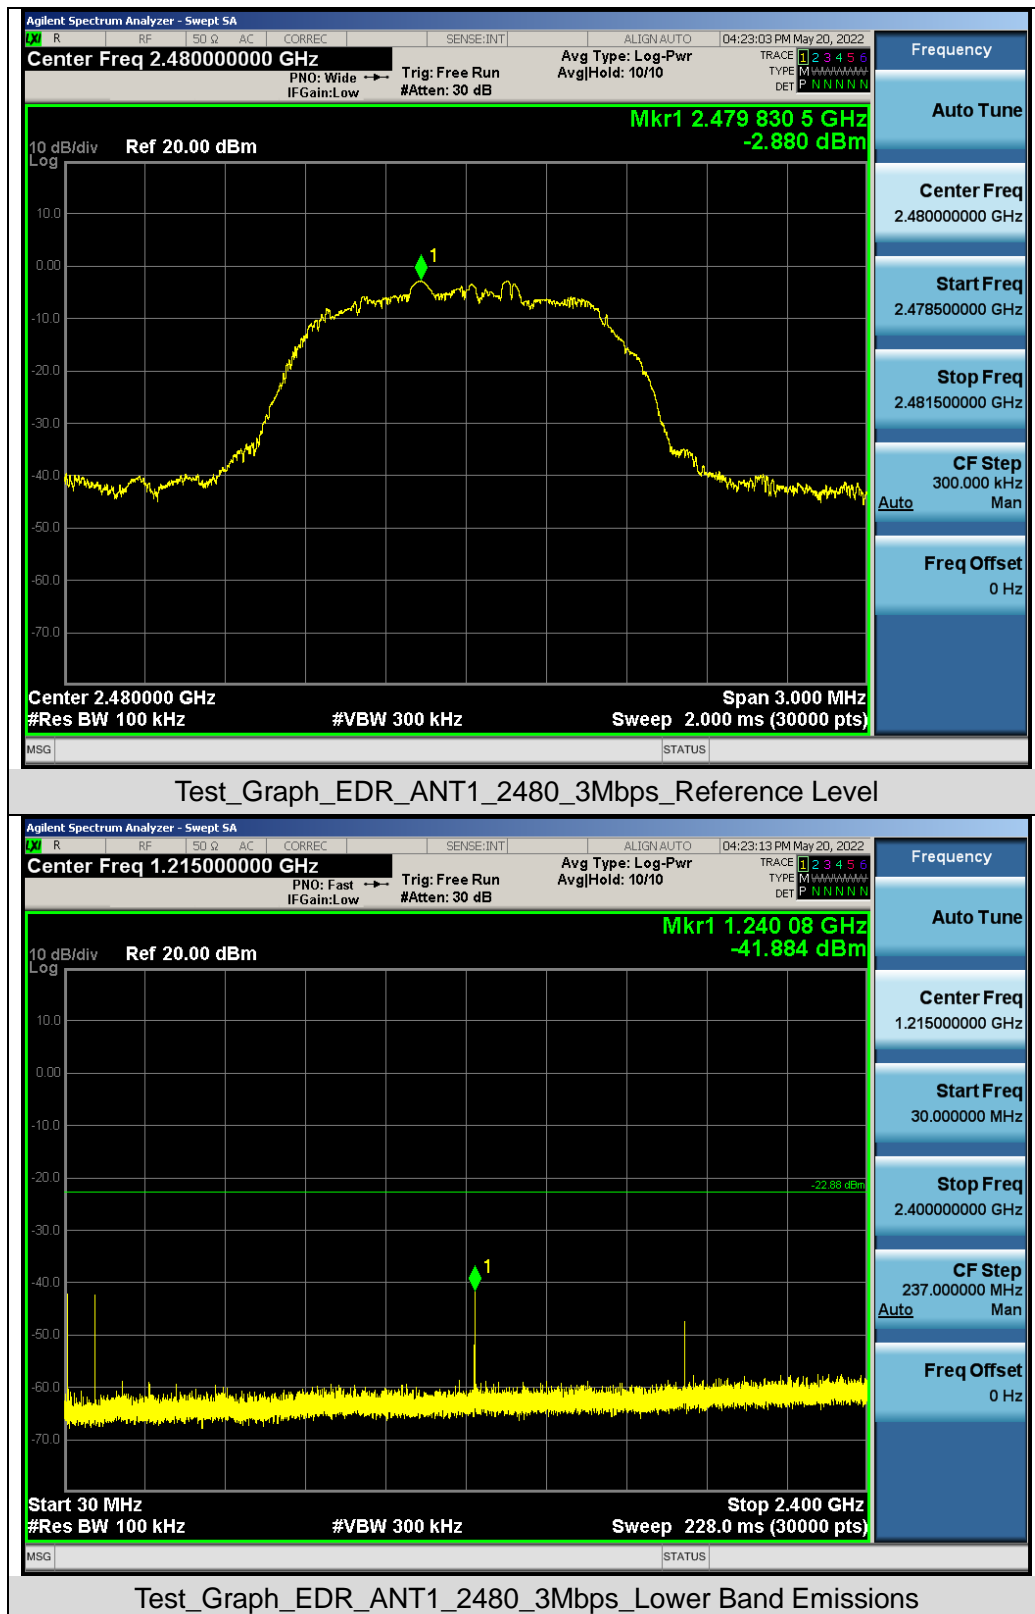 Agilent Spectrum Analyzer - Swept SA
LXI R RF 50 Ω AC CORREC SENSE:INT ALIGN AUTO 04:23:03 PM May 20, 2022
Center Freq 2.480000000 GHz
PNO: Wide
IFGain:Low
Trig: Free Run
#Atten: 30 dB
Avg Type: Log-Pwr
Avg|Hold: 10/10
TRACE 1 2 3 4 5 6
TYPE M
DET P N N N N N
Mkr1 2.479 830 5 GHz
-2.880 dBm
10 dB/div Ref 20.00 dBm
Log
10.0
0.00
1
-10.0
-20.0
-30.0
-40.0
-50.0
-60.0
-70.0
Center 2.480000 GHz Span 3.000 MHz
#Res BW 100 kHz #VBW 300 kHz Sweep 2.000 ms (30000 pts)
MSG STATUS
Frequency
Auto Tune
Center Freq
2.480000000 GHz
Start Freq
2.478500000 GHz
Stop Freq
2.481500000 GHz
CF Step
300.000 kHz
Auto Man
Freq Offset
0 Hz
Test_Graph_EDR_ANT1_2480_3Mbps_Reference Level
Agilent Spectrum Analyzer - Swept SA
LXI R RF 50 Ω AC CORREC SENSE:INT ALIGN AUTO 04:23:13 PM May 20, 2022
Center Freq 1.215000000 GHz
PNO: Fast
IFGain:Low
Trig: Free Run
#Atten: 30 dB
Avg Type: Log-Pwr
Avg|Hold: 10/10
TRACE 1 2 3 4 5 6
TYPE M
DET P N N N N N
Mkr1 1.240 08 GHz
-41.884 dBm
10 dB/div Ref 20.00 dBm
Log
10.0
0.00
-10.0
-20.0
-22.88 dBm
-30.0
1
-40.0
-50.0
-60.0
-70.0
Start 30 MHz Stop 2.400 GHz
#Res BW 100 kHz #VBW 300 kHz Sweep 228.0 ms (30000 pts)
MSG STATUS
Frequency
Auto Tune
Center Freq
1.215000000 GHz
Start Freq
30.000000 MHz
Stop Freq
2.400000000 GHz
CF Step
237.000000 MHz
Auto Man
Freq Offset
0 Hz
Test_Graph_EDR_ANT1_2480_3Mbps_Lower Band Emissions